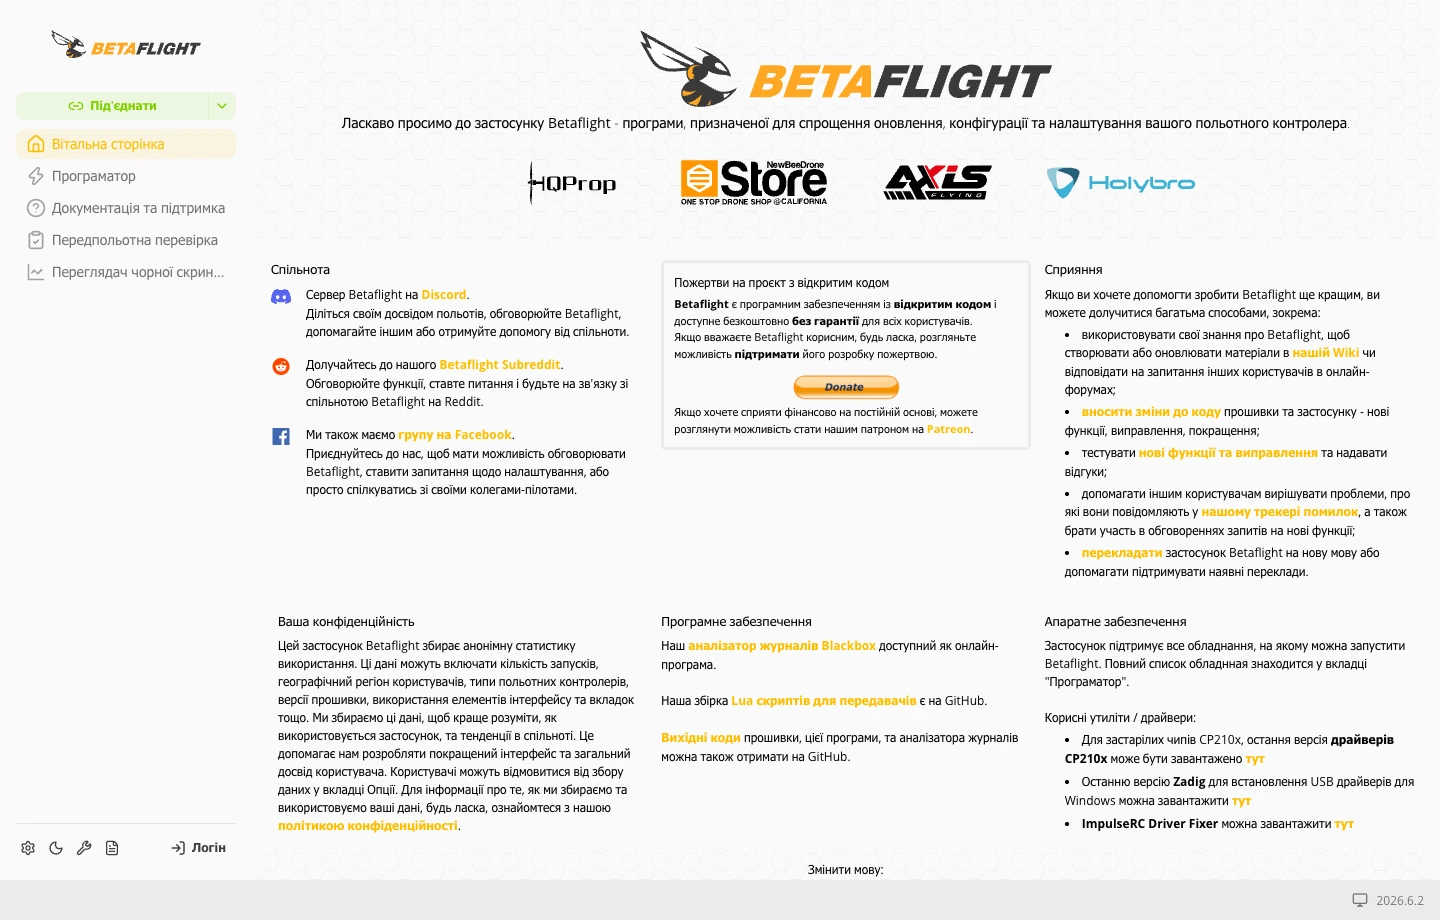 BETAFLIGHT
Під'єднати
Вітальна сторінка
Програматор
Документація та підтримка
Передпольотна перевірка
Переглядач чорної скрин...
Логін
BETAFLIGHT
Ласкаво просимо до застосунку Betaflight - програми, призначеної для спрощення оновлення, конфігурації та налаштування вашого польотного контролера.
HQProp
NewBeeDrone
Store
ONE STOP DRONE SHOP @CALIFORNIA
AXIS
FLYING
Holybro
Спільнота
Сервер Betaflight на Discord.
Діліться своїм досвідом польотів, обговорюйте Betaflight,
допомагайте іншим або отримуйте допомогу від спільноти.
Долучайтесь до нашого Betaflight Subreddit.
Обговорюйте функції, ставте питання і будьте на зв'язку зі
спільнотою Betaflight на Reddit.
Ми також маємо групу на Facebook.
Приєднуйтесь до нас, щоб мати можливість обговорювати
Betaflight, ставити запитання щодо налаштування, або
просто спілкуватись зі своїми колегами-пілотами.
Пожертви на проєкт з відкритим кодом
Betaflight є програмним забезпеченням із відкритим кодом і
доступне безкоштовно без гарантії для всіх користувачів.
Якщо вважаєте Betaflight корисним, будь ласка, розгляньте
можливість підтримати його розробку пожертвою.
Donate
Якщо хочете сприяти фінансово на постійній основі, можете
розглянути можливість стати нашим патроном на Patreon.
Сприяння
Якщо ви хочете допомогти зробити Betaflight ще кращим, ви
можете долучитися багатьма способами, зокрема:
• використовувати свої знання про Betaflight, щоб
створювати або оновлювати матеріали в нашій Wiki чи
відповідати на запитання інших користувачів в онлайн-
форумах;
• вносити зміни до коду прошивки та застосунку - нові
функції, виправлення, покращення;
• тестувати нові функції та виправлення та надавати
відгуки;
• допомагати іншим користувачам вирішувати проблеми, про
які вони повідомляють у нашому трекері помилок, а також
брати участь в обговореннях запитів на нові функції;
• перекладати застосунок Betaflight на нову мову або
допомагати підтримувати наявні переклади.
Ваша конфіденційність
Цей застосунок Betaflight збирає анонімну статистику
використання. Ці дані можуть включати кількість запусків,
географічний регіон користувачів, типи польотних контролерів,
версії прошивки, використання елементів інтерфейсу та вкладок
тощо. Ми збираємо ці дані, щоб краще розуміти, як
використовується застосунок, та тенденції в спільноті. Це
допомагає нам розробляти покращений інтерфейс та загальний
досвід користувача. Користувачі можуть відмовитися від збору
даних у вкладці Опції. Для інформації про те, як ми збираємо та
використовуємо ваші дані, будь ласка, ознайомтеся з нашою
політикою конфіденційності.
Програмне забезпечення
Наш аналізатор журналів Blackbox доступний як онлайн-
програма.
Наша збірка Lua скриптів для передавачів є на GitHub.
Вихідні коди прошивки, цієї програми, та аналізатора журналів
можна також отримати на GitHub.
Апаратне забезпечення
Застосунок підтримує все обладнання, на якому можна запустити
Betaflight. Повний список обладнная знаходится у вкладці
"Програматор".
Корисні утиліти / драйвери:
• Для застарілих чипів CP210x, остання версія драйверів
CP210x може бути завантажено тут
• Останню версію Zadig для встановлення USB драйверів для
Windows можна завантажити тут
• ImpulseRC Driver Fixer можна завантажити тут
Змінити мову:
2026.6.2